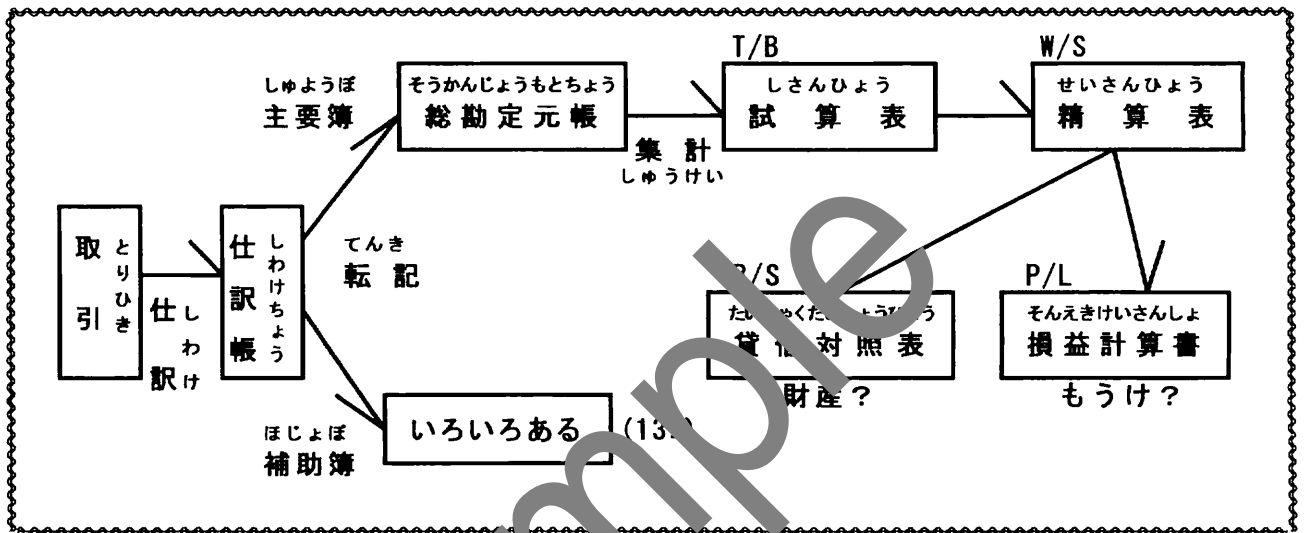 とりひき
取引
しわけ
仕訳
しわけちょう
仕訳帳
しゅようぼ
主要簿
てんき
転記
ほじょぼ
補助簿
そうかんじょうもとちょう
総勘定元帳
いろいろある
集計
しゅうけい
T/B
しさんひょう
試算表
W/S
せいさんひょう
精算表
/S
対照表
財産?
P/L
そんえきけいさんしょ
損益計算書
もうけ?
mple